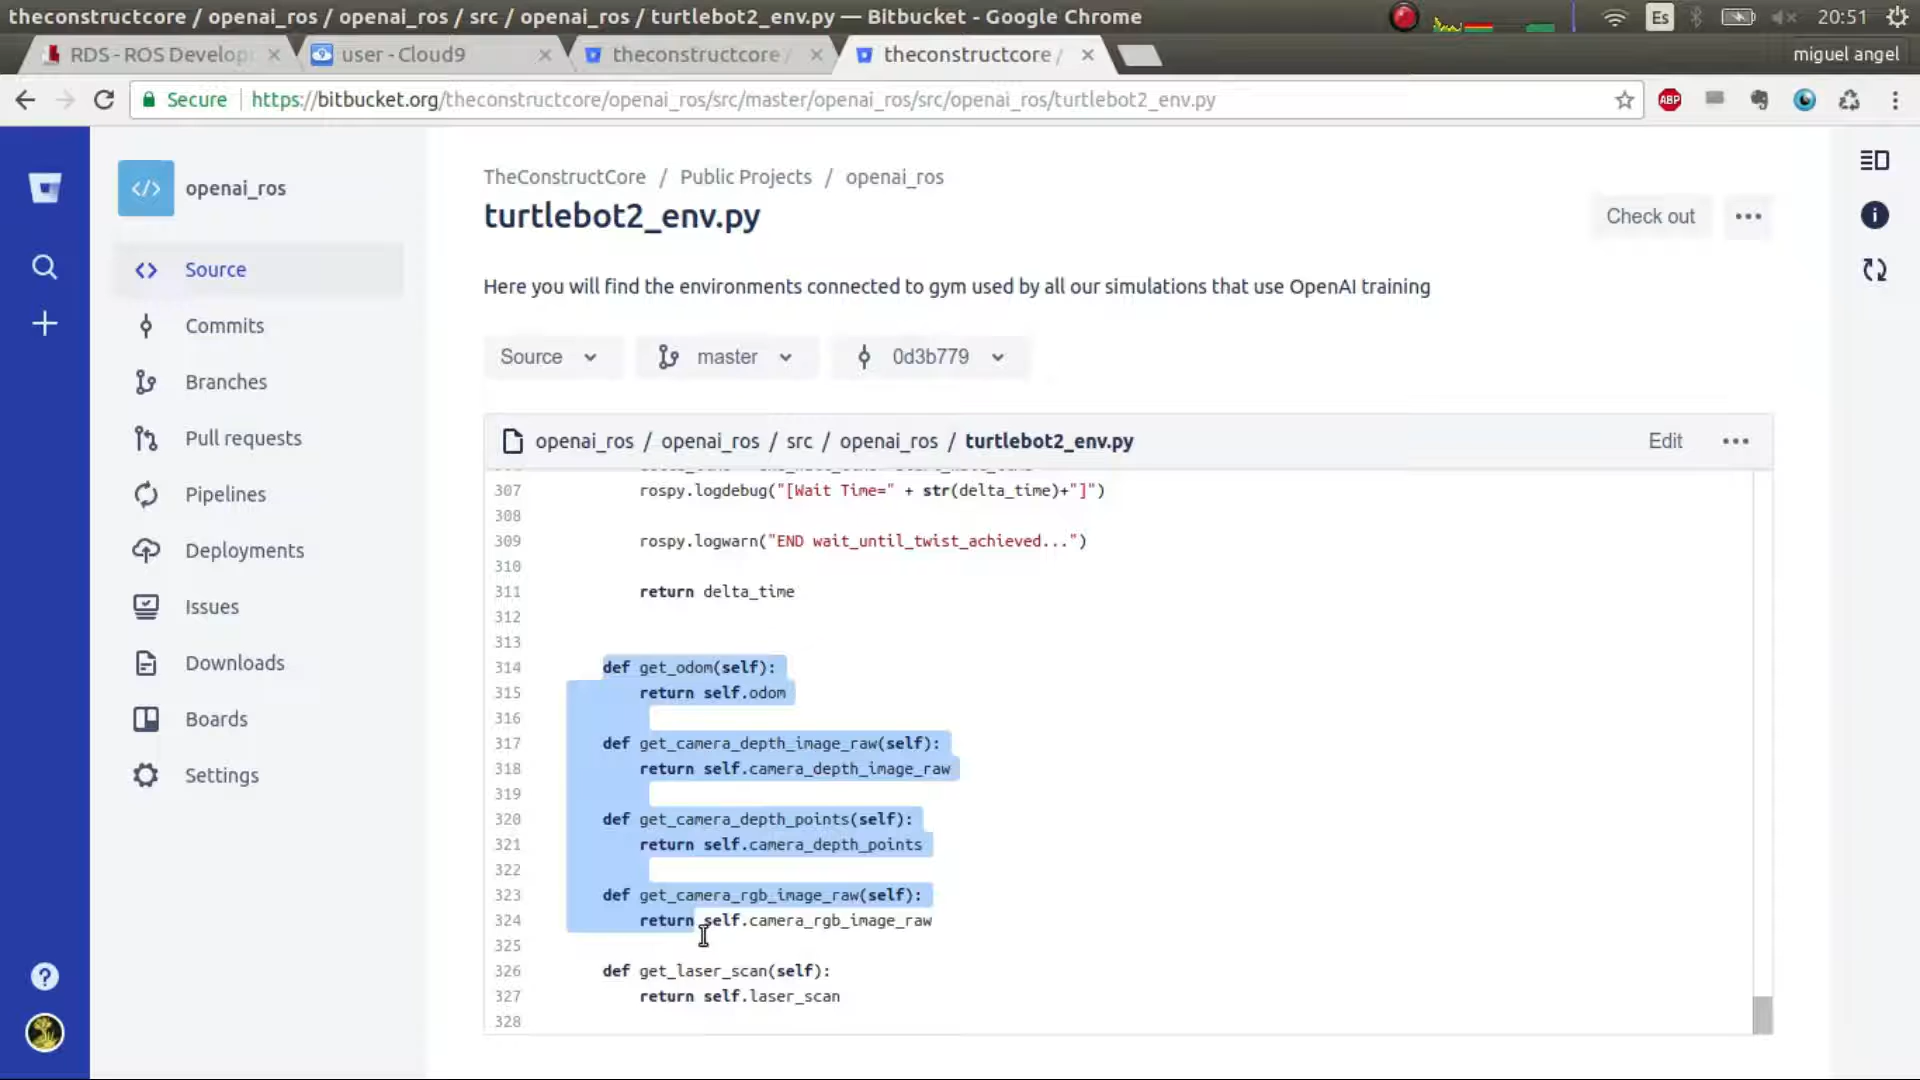 theconstructcore / openai_ros / openai_ros / src / openai_ros / turtlebot2_env.py — Bitbucket - Google Chrome
Es
20:51
RDS - ROS Develop
user - Cloud9
theconstructcore /
theconstructcore /
miguel angel
Secure
https://bitbucket.org/theconstructcore/openai_ros/src/master/openai_ros/src/openai_ros/turtlebot2_env.py
ABP
openai_ros
Source
Commits
Branches
Pull requests
Pipelines
Deployments
Issues
Downloads
Boards
Settings
TheConstructCore / Public Projects / openai_ros
turtlebot2_env.py
Check out
Here you will find the environments connected to gym used by all our simulations that use OpenAI training
Source
master
0d3b779
openai_ros / openai_ros / src / openai_ros / turtlebot2_env.py
Edit
307 rospy.logdebug("[Wait Time=" + str(delta_time)+"]")
308
309 rospy.logwarn("END wait_until_twist_achieved...")
310
311 return delta_time
312
313
314 def get_odom(self):
315 return self.odom
316
317 def get_camera_depth_image_raw(self):
318 return self.camera_depth_image_raw
319
320 def get_camera_depth_points(self):
321 return self.camera_depth_points
322
323 def get_camera_rgb_image_raw(self):
324 return self.camera_rgb_image_raw
325
326 def get_laser_scan(self):
327 return self.laser_scan
328